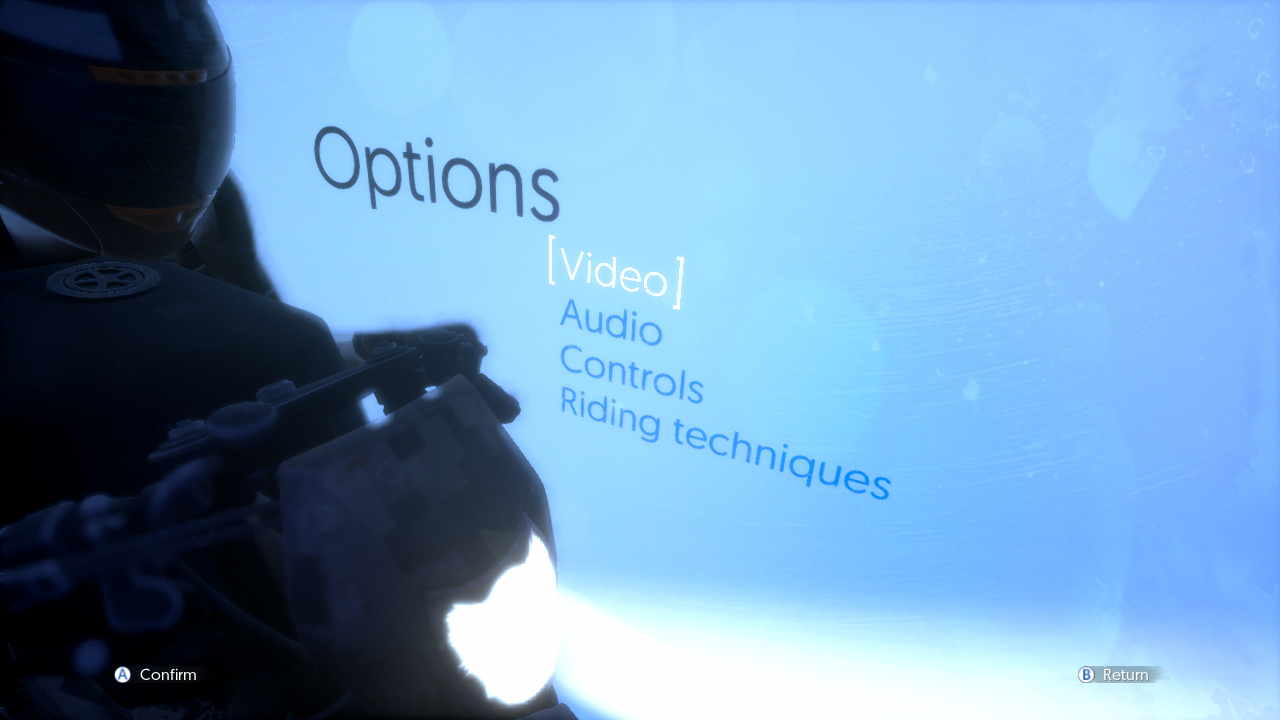 Options
[Video]
Audio
Controls
Riding techniques
A Confirm
B Return